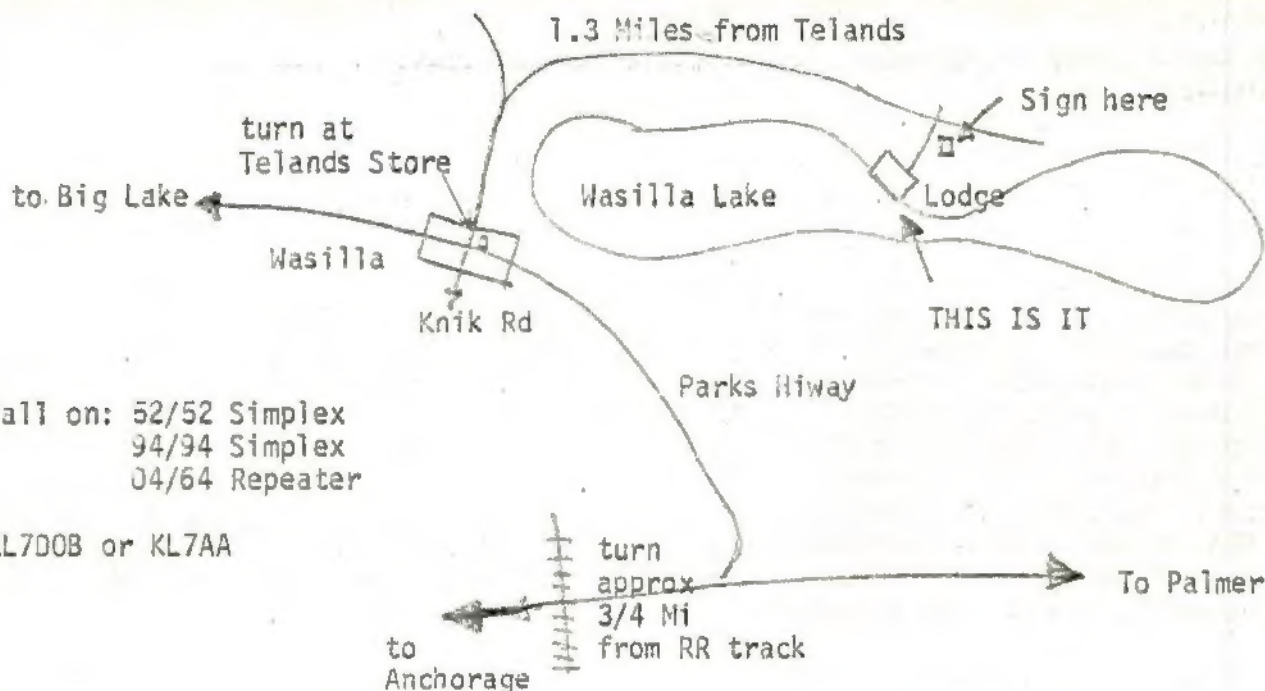 1.3 Miles from Telands
Sign here
turn at
Telands Store
to Big Lake
Wasilla Lake
Lodge
Wasilla
Knik Rd
THIS IS IT
Parks Hiway
all on: 52/52 Simplex
94/94 Simplex
04/64 Repeater
L7DOB or KL7AA
turn
approx
3/4 Mi
from RR track
To Palmer
to
Anchorage